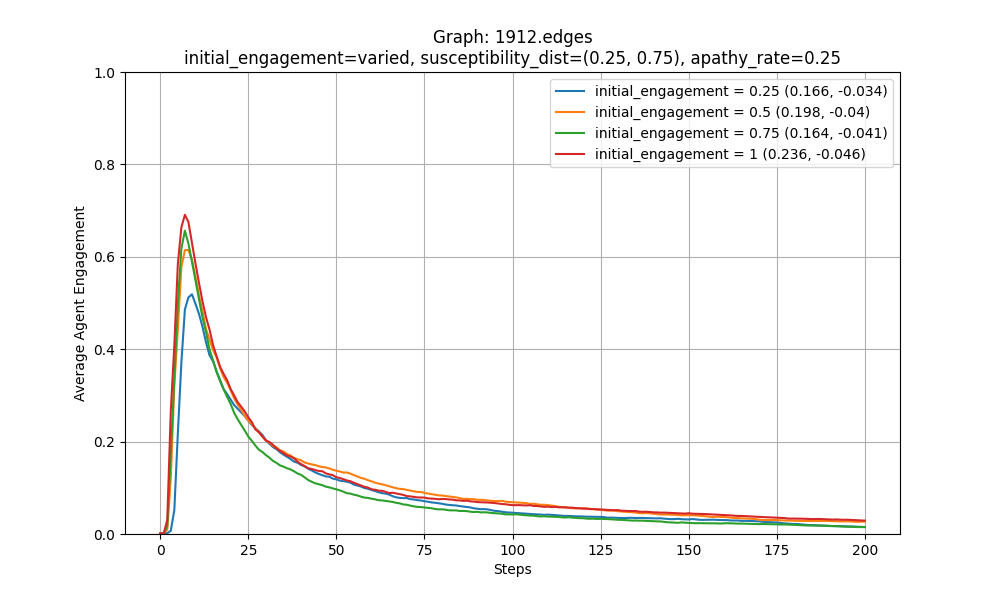 Graph: 1912.edges
initial_engagement=varied, susceptibility_dist=(0.25, 0.75), apathy_rate=0.25
initial_engagement = 0.25 (0.166, -0.034)
initial_engagement = 0.5 (0.198, -0.04)
initial_engagement = 0.75 (0.164, -0.041)
initial_engagement = 1 (0.236, -0.046)
Average Agent Engagement
1.0
0.8
0.6
0.4
0.2
0.0
0 25 50 75 100 125 150 175 200
Steps